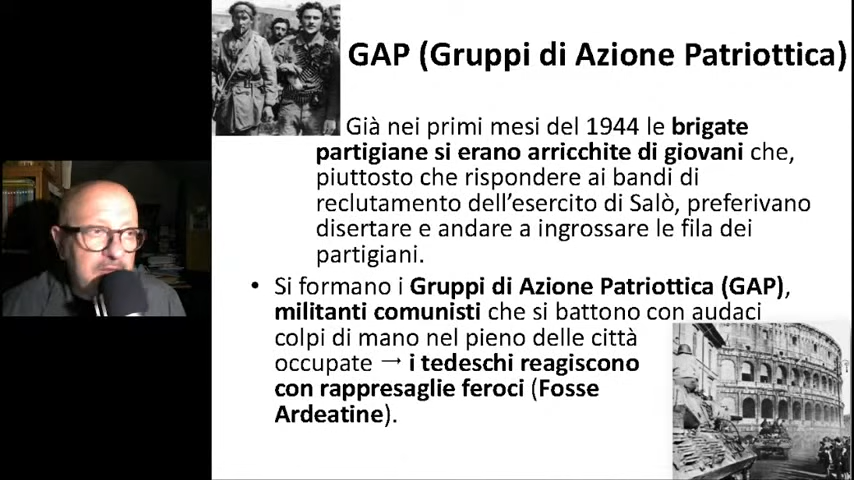 GAP (Gruppi di Azione Patriottica)
Già nei primi mesi del 1944 le brigate
partigiane si erano arricchite di giovani che,
piuttosto che rispondere ai bandi di
reclutamento dell'esercito di Salò, preferivano
disertare e andare a ingrossare le fila dei
partigiani.
• Si formano i Gruppi di Azione Patriottica (GAP),
militanti comunisti che si battono con audaci
colpi di mano nel pieno delle città
occupate → i tedeschi reagiscono
con rappresaglie feroci (Fosse
Ardeatine).